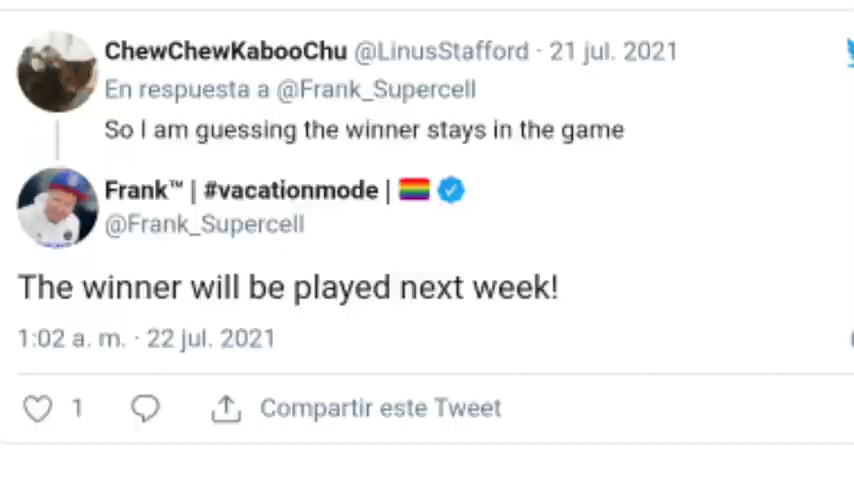 ChewChewKabooChu @LinusStafford · 21 jul. 2021
En respuesta a @Frank_Supercell
So I am guessing the winner stays in the game
Frank™ | #vacationmode | 🏳️‍🌈
@Frank_Supercell
The winner will be played next week!
1:02 a. m. · 22 jul. 2021
1 Compartir este Tweet